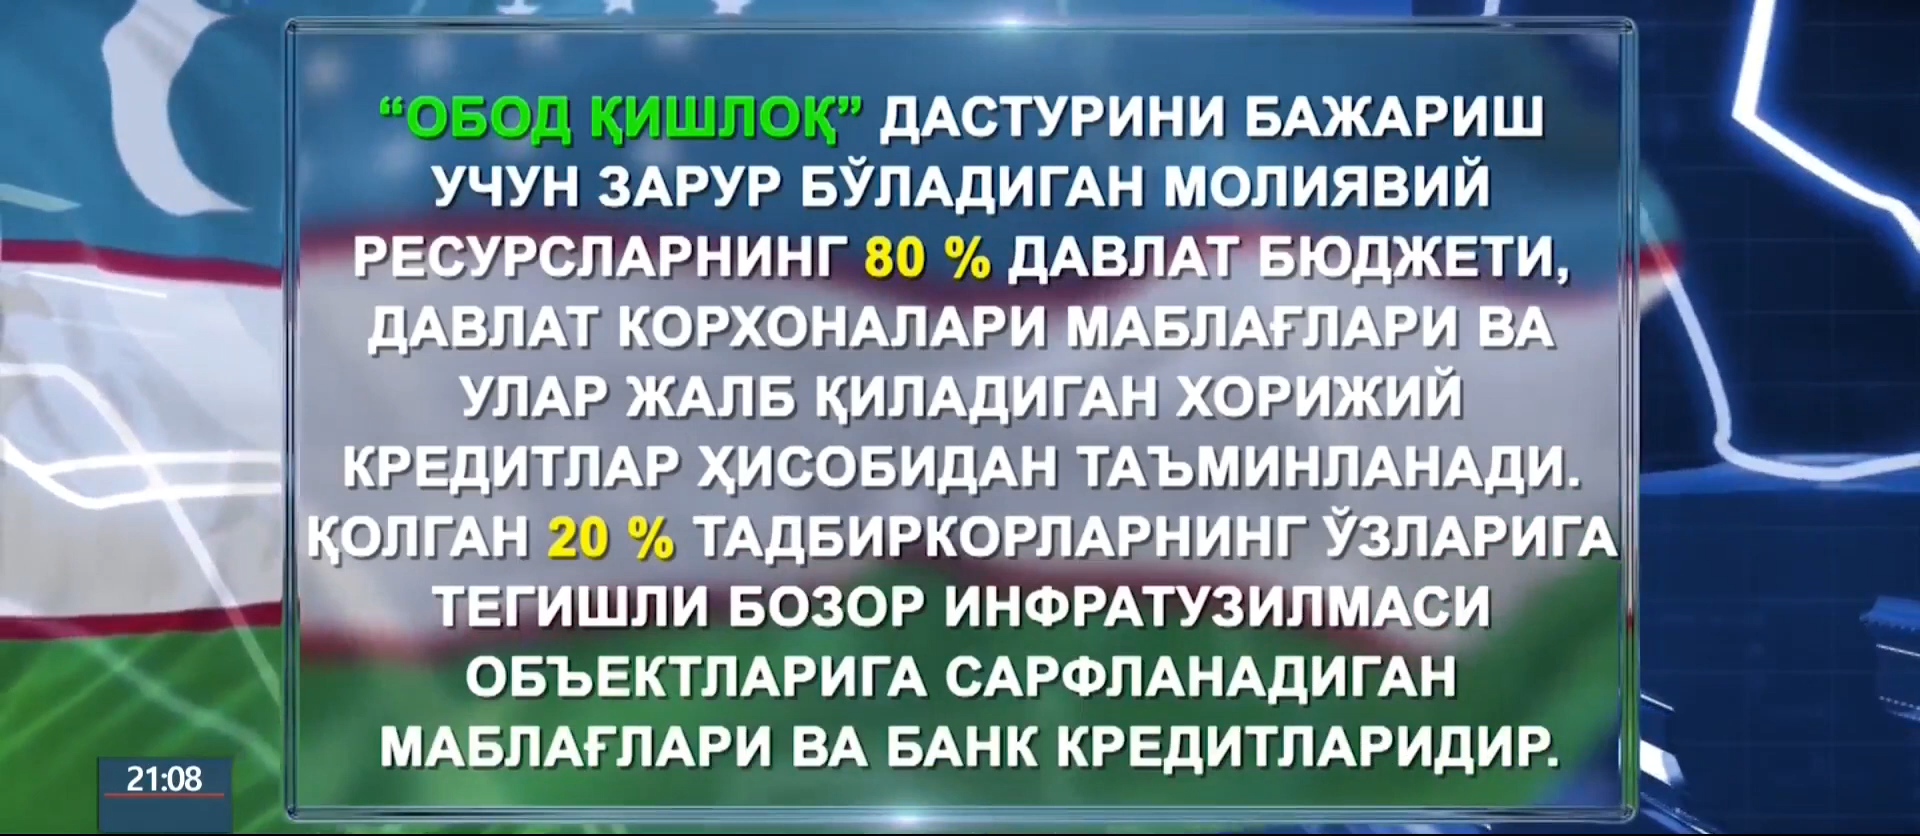 “ОБОД ҚИШЛОҚ” ДАСТУРИНИ БАЖАРИШ
УЧУН ЗАРУР БЎЛАДИГАН МОЛИЯВИЙ
РЕСУРСЛАРНИНГ 80 % ДАВЛАТ БЮДЖЕТИ,
ДАВЛАТ КОРХОНАЛАРИ МАБЛАҒЛАРИ ВА
УЛАР ЖАЛБ ҚИЛАДИГАН ХОРИЖИЙ
КРЕДИТЛАР ҲИСОБИДАН ТАЪМИНЛАНАДИ.
ҚОЛГАН 20 % ТАДБИРКОРЛАРНИНГ ЎЗЛАРИГА
ТЕГИШЛИ БОЗОР ИНФРАТУЗИЛМАСИ
ОБЪЕКТЛАРИГА САРФЛАНАДИГАН
МАБЛАҒЛАРИ ВА БАНК КРЕДИТЛАРИДИР.
21:08